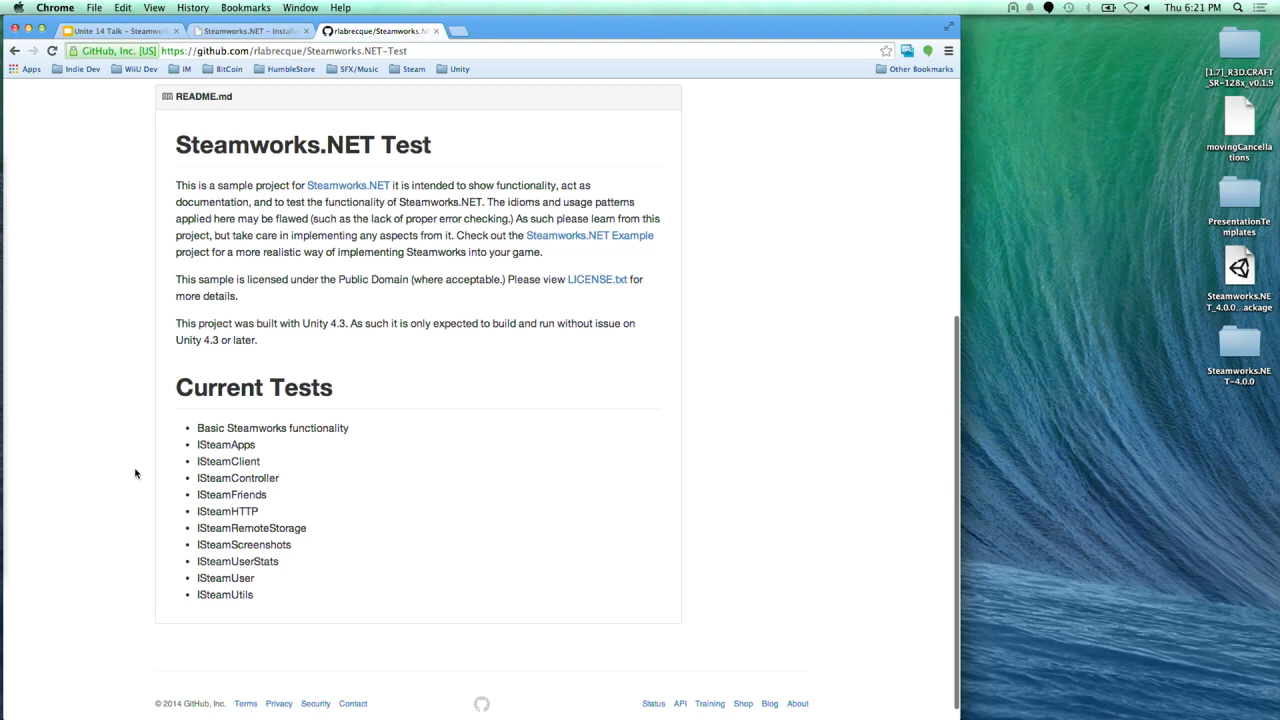 Chrome File Edit View History Bookmarks Window Help
Thu 6:21 PM
Unite 14 Talk – Steamwork
Steamworks.NET – Installa
rlabrecque/Steamworks.N
GitHub, Inc. [US] https://github.com/rlabrecque/Steamworks.NET-Test
Apps Indie Dev WiiU Dev IM BitCoin HumbleStore SFX/Music Steam Unity Other Bookmarks
README.md
Steamworks.NET Test
This is a sample project for Steamworks.NET it is intended to show functionality, act as
documentation, and to test the functionality of Steamworks.NET. The idioms and usage patterns
applied here may be flawed (such as the lack of proper error checking.) As such please learn from this
project, but take care in implementing any aspects from it. Check out the Steamworks.NET Example
project for a more realistic way of implementing Steamworks into your game.
This sample is licensed under the Public Domain (where acceptable.) Please view LICENSE.txt for
more details.
This project was built with Unity 4.3. As such it is only expected to build and run without issue on
Unity 4.3 or later.
Current Tests
• Basic Steamworks functionality
• ISteamApps
• ISteamClient
• ISteamController
• ISteamFriends
• ISteamHTTP
• ISteamRemoteStorage
• ISteamScreenshots
• ISteamUserStats
• ISteamUser
• ISteamUtils
© 2014 GitHub, Inc. Terms Privacy Security Contact
Status API Training Shop Blog About
[1.7]_R3D.CRAFT
_SR-128x_v0.1.9
movingCancella
tions
PresentationTe
mplates
Steamworks.NE
T_4.0.0...ackage
Steamworks.NE
T-4.0.0